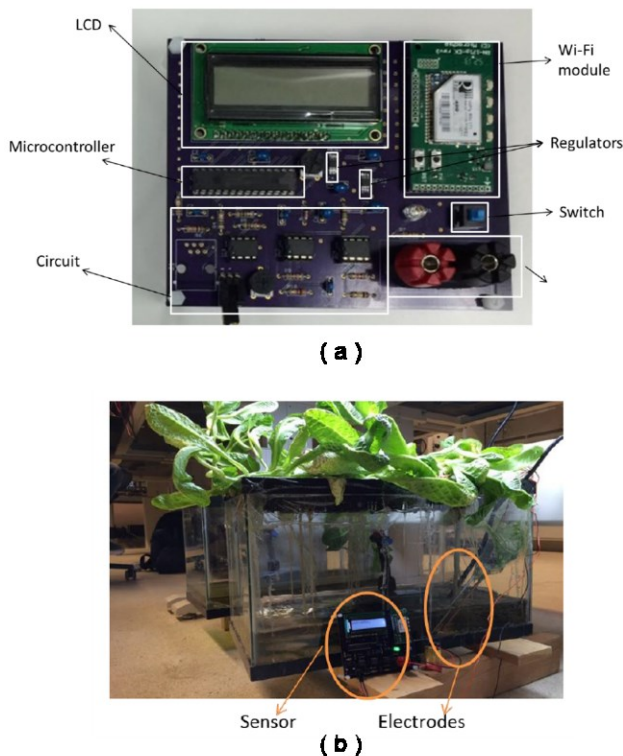 LCD
Wi-Fi
module
Microcontroller
Regulators
Switch
Circuit
( a )
Sensor
Electrodes
( b )